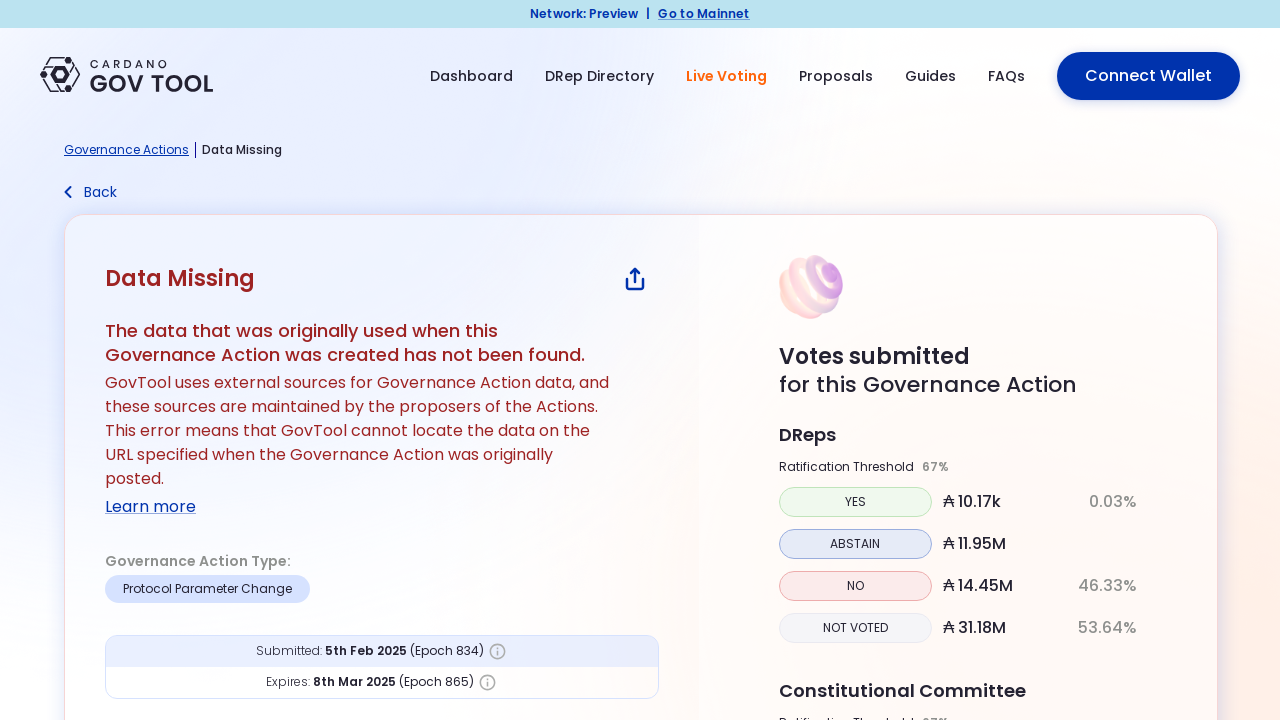 Network: Preview | Go to Mainnet
CARDANO
GOV TOOL
Dashboard DRep Directory Live Voting Proposals Guides FAQs Connect Wallet
Governance Actions | Data Missing
Back
Data Missing
The data that was originally used when this
Governance Action was created has not been found.
GovTool uses external sources for Governance Action data, and
these sources are maintained by the proposers of the Actions.
This error means that GovTool cannot locate the data on the
URL specified when the Governance Action was originally
posted.
Learn more
Governance Action Type:
Protocol Parameter Change
Submitted: 5th Feb 2025 (Epoch 834)
Expires: 8th Mar 2025 (Epoch 865)
Votes submitted
for this Governance Action
DReps
Ratification Threshold 67%
YES ₳ 10.17k 0.03%
ABSTAIN ₳ 11.95M
NO ₳ 14.45M 46.33%
NOT VOTED ₳ 31.18M 53.64%
Constitutional Committee
Ratification Threshold 67%